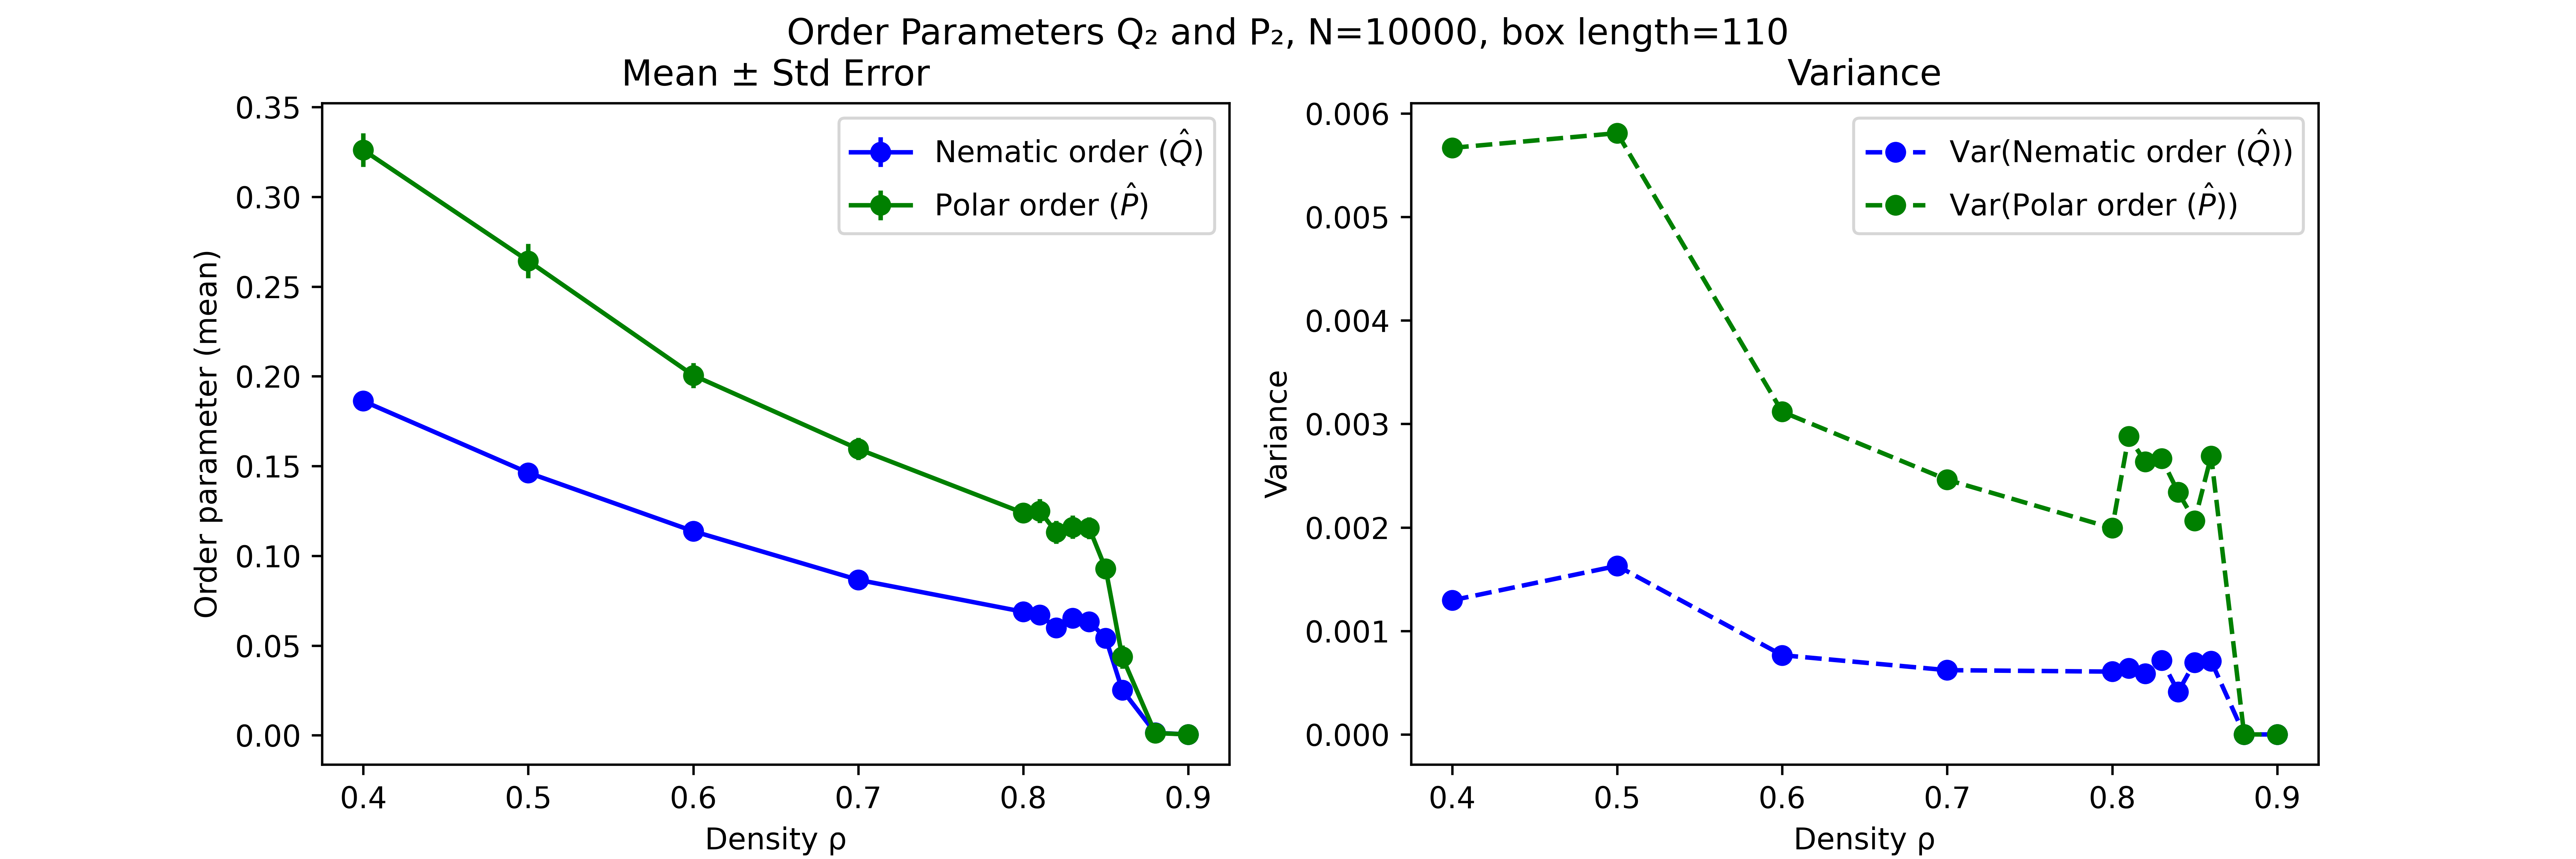 Order Parameters Q₂ and P₂, N=10000, box length=110
Mean ± Std Error
0.35
0.30
0.25
0.20
0.15
0.10
0.05
0.00
Order parameter (mean)
Nematic order (Q̂)
Polar order (P̂)
0.4 0.5 0.6 0.7 0.8 0.9
Density ρ
Variance
0.006
0.005
0.004
0.003
0.002
0.001
0.000
Variance
Var(Nematic order (Q̂))
Var(Polar order (P̂))
0.4 0.5 0.6 0.7 0.8 0.9
Density ρ